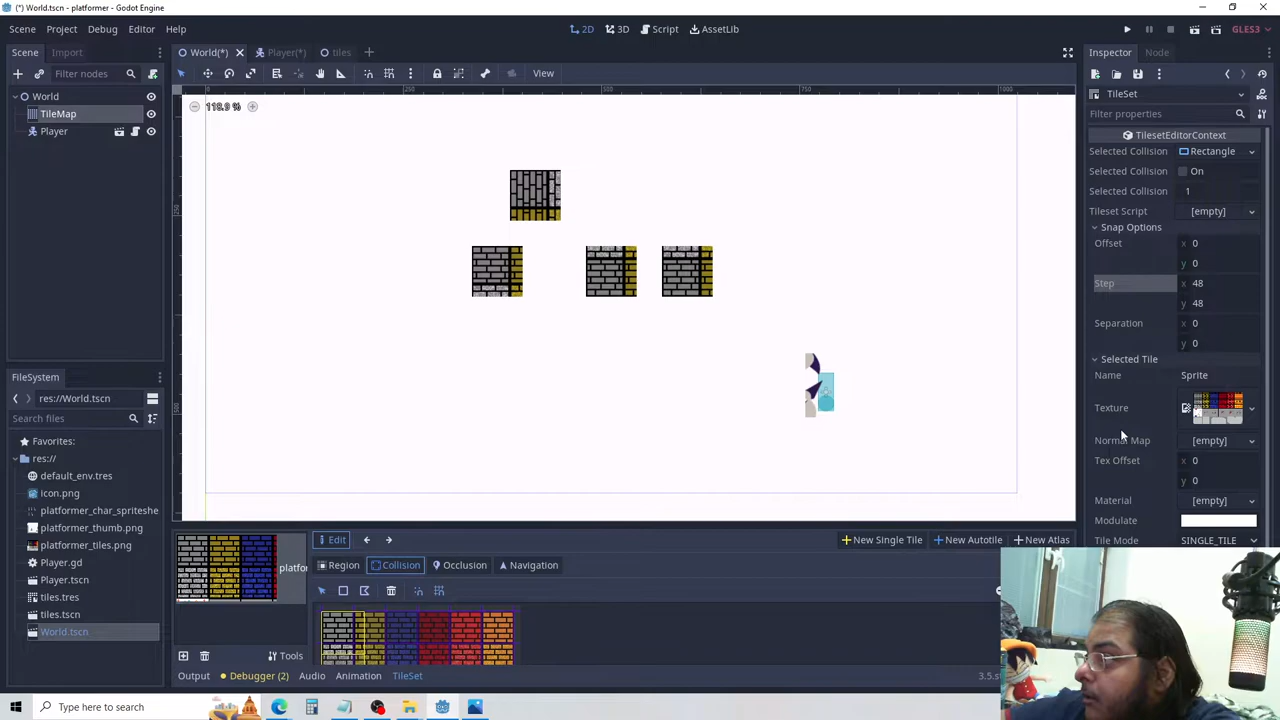 (*) World.tscn - platformer - Godot Engine
Scene Project Debug Editor Help
2D 3D Script AssetLib
GLES3
Scene Import
World(*) Player(*) tiles
Inspector Node
Filter nodes
View
TileSet
World
118.9 %
Filter properties
TileMap
Player
TilesetEditorContext
Selected Collision Rectangle
Selected Collision On
Selected Collision 1
Tileset Script [empty]
Snap Options
Offset x 0
y 0
Step x 48
y 48
Separation x 0
y 0
Selected Tile
Name Sprite
Texture
Normal Map [empty]
Tex Offset x 0
y 0
Material [empty]
Modulate
Tile Mode SINGLE_TILE
FileSystem
res://World.tscn
Search files
Favorites:
res://
default_env.tres
icon.png
platformer_char_spriteshe
platformer_thumb.png
platformer_tiles.png
Player.gd
Player.tscn
tiles.tres
tiles.tscn
World.tscn
platfor
Edit
New Single Tile New Autotile New Atlas
Region Collision Occlusion Navigation
Tools
Output Debugger (2) Audio Animation TileSet
3.5.s
Type here to search